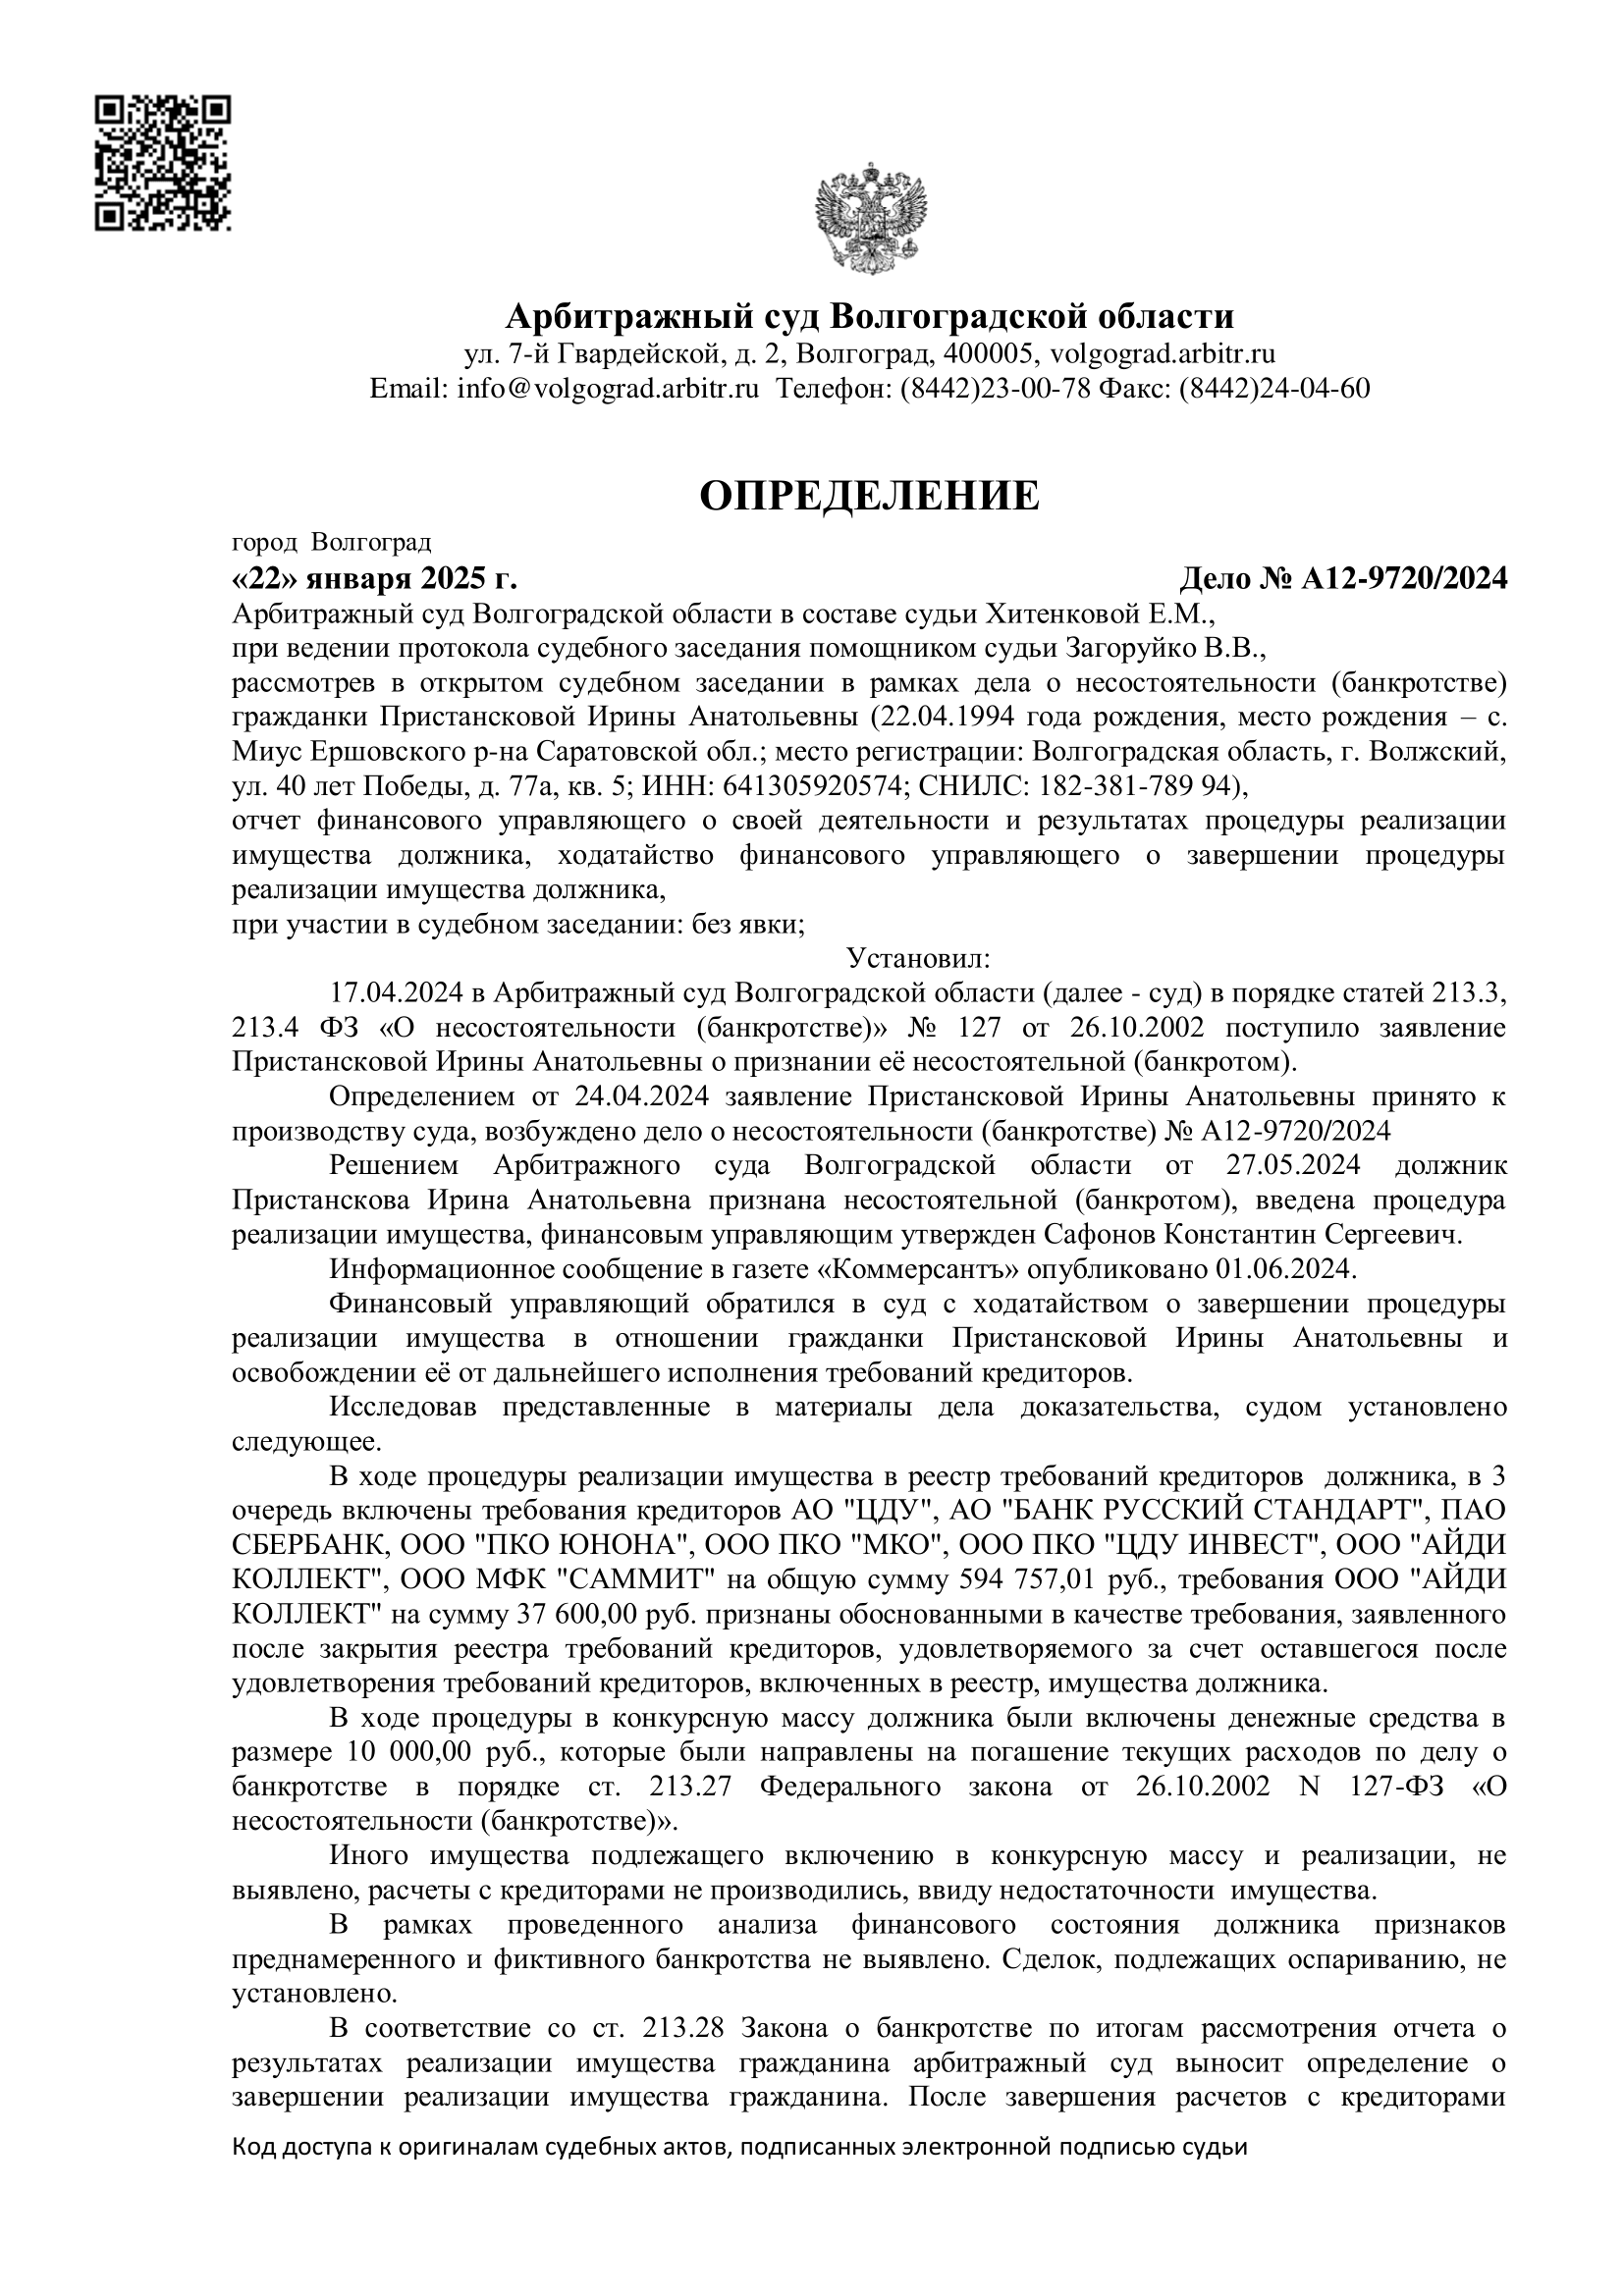 Арбитражный суд Волгоградской области
ул. 7-й Гвардейской, д. 2, Волгоград, 400005, volgograd.arbitr.ru
Email: info@volgograd.arbitr.ru Телефон: (8442)23-00-78 Факс: (8442)24-04-60
ОПРЕДЕЛЕНИЕ
город Волгоград
«22» января 2025 г. Дело № А12-9720/2024
Арбитражный суд Волгоградской области в составе судьи Хитенковой Е.М.,
при ведении протокола судебного заседания помощником судьи Загоруйко В.В.,
рассмотрев в открытом судебном заседании в рамках дела о несостоятельности (банкротстве)
гражданки Пристансковой Ирины Анатольевны (22.04.1994 года рождения, место рождения – с.
Миус Ершовского р-на Саратовской обл.; место регистрации: Волгоградская область, г. Волжский,
ул. 40 лет Победы, д. 77а, кв. 5; ИНН: 641305920574; СНИЛС: 182-381-789 94),
отчет финансового управляющего о своей деятельности и результатах процедуры реализации
имущества должника, ходатайство финансового управляющего о завершении процедуры
реализации имущества должника,
при участии в судебном заседании: без явки;
Установил:
17.04.2024 в Арбитражный суд Волгоградской области (далее - суд) в порядке статей 213.3,
213.4 ФЗ «О несостоятельности (банкротстве)» № 127 от 26.10.2002 поступило заявление
Пристансковой Ирины Анатольевны о признании её несостоятельной (банкротом).
Определением от 24.04.2024 заявление Пристансковой Ирины Анатольевны принято к
производству суда, возбуждено дело о несостоятельности (банкротстве) № А12-9720/2024
Решением Арбитражного суда Волгоградской области от 27.05.2024 должник
Пристанскова Ирина Анатольевна признана несостоятельной (банкротом), введена процедура
реализации имущества, финансовым управляющим утвержден Сафонов Константин Сергеевич.
Информационное сообщение в газете «Коммерсантъ» опубликовано 01.06.2024.
Финансовый управляющий обратился в суд с ходатайством о завершении процедуры
реализации имущества в отношении гражданки Пристансковой Ирины Анатольевны и
освобождении её от дальнейшего исполнения требований кредиторов.
Исследовав представленные в материалы дела доказательства, судом установлено
следующее.
В ходе процедуры реализации имущества в реестр требований кредиторов должника, в 3
очередь включены требования кредиторов АО "ЦДУ", АО "БАНК РУССКИЙ СТАНДАРТ", ПАО
СБЕРБАНК, ООО "ПКО ЮНОНА", ООО ПКО "МКО", ООО ПКО "ЦДУ ИНВЕСТ", ООО "АЙДИ
КОЛЛЕКТ", ООО МФК "САММИТ" на общую сумму 594 757,01 руб., требования ООО "АЙДИ
КОЛЛЕКТ" на сумму 37 600,00 руб. признаны обоснованными в качестве требования, заявленного
после закрытия реестра требований кредиторов, удовлетворяемого за счет оставшегося после
удовлетворения требований кредиторов, включенных в реестр, имущества должника.
В ходе процедуры в конкурсную массу должника были включены денежные средства в
размере 10 000,00 руб., которые были направлены на погашение текущих расходов по делу о
банкротстве в порядке ст. 213.27 Федерального закона от 26.10.2002 N 127-ФЗ «О
несостоятельности (банкротстве)».
Иного имущества подлежащего включению в конкурсную массу и реализации, не
выявлено, расчеты с кредиторами не производились, ввиду недостаточности имущества.
В рамках проведенного анализа финансового состояния должника признаков
преднамеренного и фиктивного банкротства не выявлено. Сделок, подлежащих оспариванию, не
установлено.
В соответствие со ст. 213.28 Закона о банкротстве по итогам рассмотрения отчета о
результатах реализации имущества гражданина арбитражный суд выносит определение о
завершении реализации имущества гражданина. После завершения расчетов с кредиторами
Код доступа к оригиналам судебных актов, подписанных электронной подписью судьи